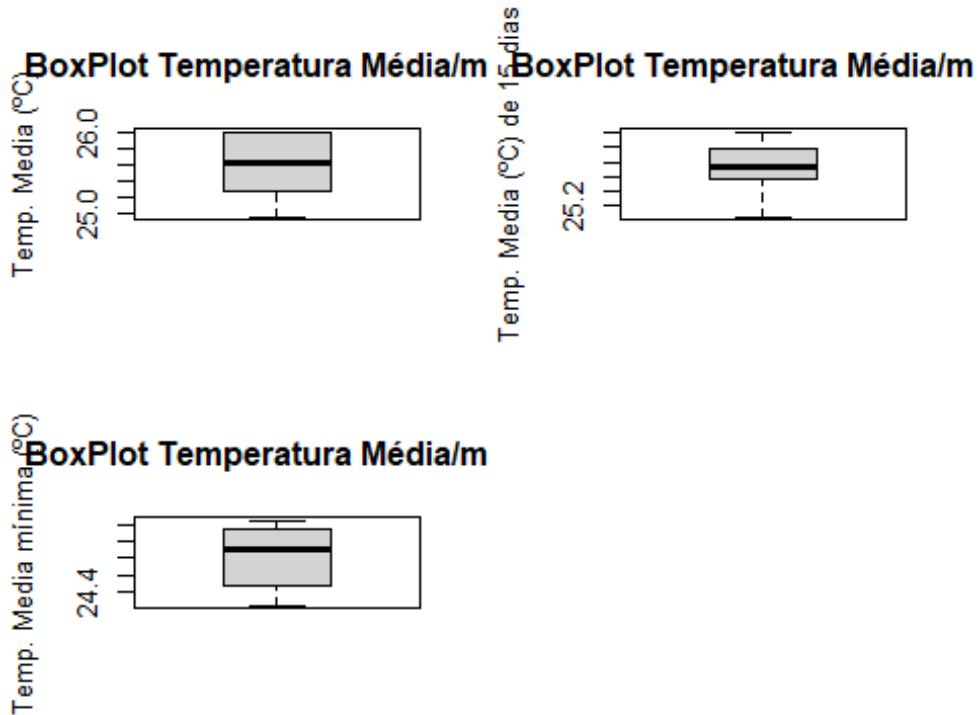 BoxPlot Temperatura Média/m
Temp. Media (ºC)
26.0
25.0
BoxPlot Temperatura Média/m
Temp. Media (ºC) de 15 dias
25.2
BoxPlot Temperatura Média/m
Temp. Media mínima (ºC)
24.4